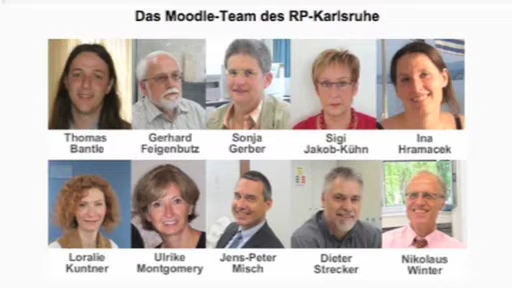 Das Moodle-Team des RP-Karlsruhe
Thomas Bantle
Gerhard Feigenbutz
Sonja Gerber
Sigi Jakob-Kühn
Ina Hramacek
Loralie Kuntner
Ulrike Montgomery
Jens-Peter Misch
Dieter Strecker
Nikolaus Winter